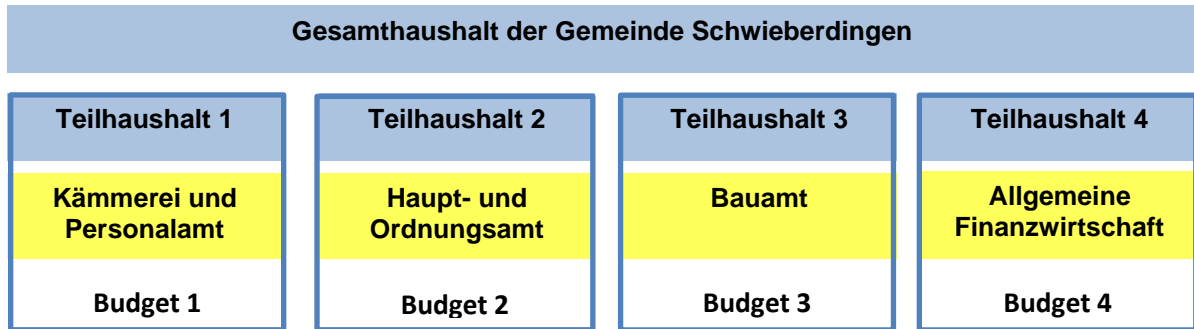 Gesamthaushalt der Gemeinde Schwieberdingen
Teilhaushalt 1
Kämmerei und
Personalamt
Budget 1
Teilhaushalt 2
Haupt- und
Ordnungsamt
Budget 2
Teilhaushalt 3
Bauamt
Budget 3
Teilhaushalt 4
Allgemeine
Finanzwirtschaft
Budget 4